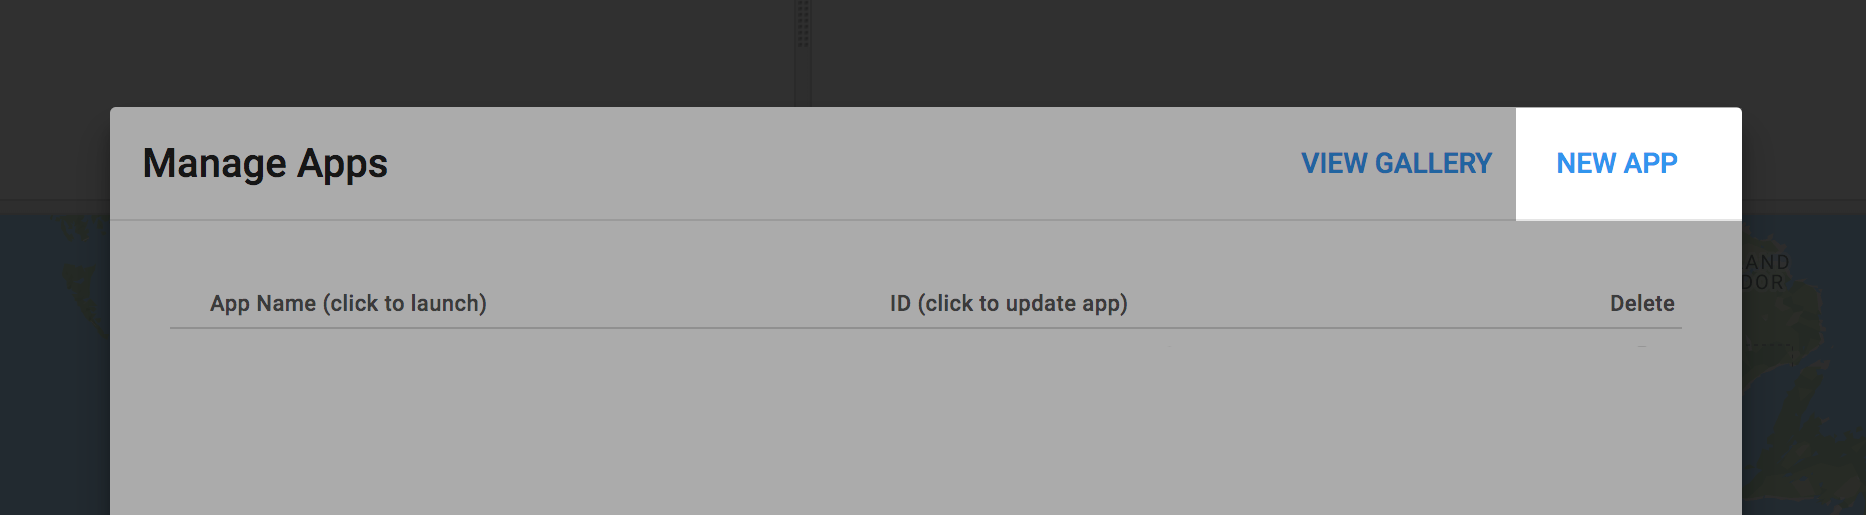 Manage Apps
VIEW GALLERY
NEW APP
AND
DOR
App Name (click to launch)
ID (click to update app)
Delete